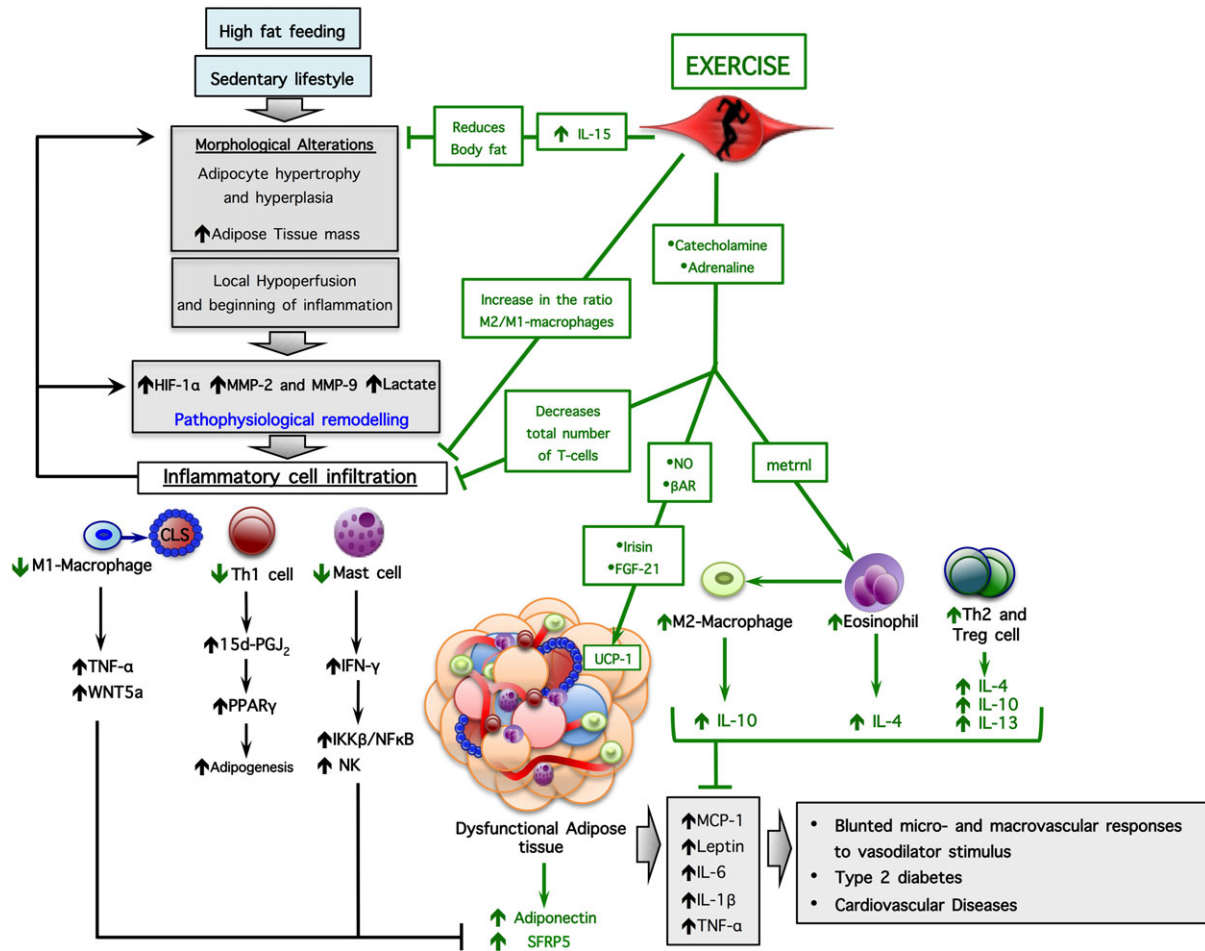 High fat feeding
Sedentary lifestyle
Morphological Alterations
Adipocyte hypertrophy
and hyperplasia
↑Adipose Tissue mass
Local Hypoperfusion
and beginning of inflammation
↑HIF-1α ↑MMP-2 and MMP-9 ↑Lactate
Pathophysiological remodelling
Inflammatory cell infiltration
EXERCISE
Reduces
Body fat
↑ IL-15
•Catecholamine
•Adrenaline
Increase in the ratio
M2/M1-macrophages
Decreases
total number
of T-cells
•NO
•βAR
metrnl
•Irisin
•FGF-21
UCP-1
CLS
↓M1-Macrophage
↓Th1 cell
↓Mast cell
↑TNF-α
↑WNT5a
↑15d-PGJ₂
↑PPARγ
↑Adipogenesis
↑IFN-γ
↑IKKβ/NFκB
↑ NK
↑M2-Macrophage
↑Eosinophil
↑Th2 and
Treg cell
↑ IL-10
↑ IL-4
↑ IL-4
↑ IL-10
↑ IL-13
Dysfunctional Adipose
tissue
↑ Adiponectin
↑ SFRP5
↑MCP-1
↑Leptin
↑IL-6
↑IL-1β
↑TNF-α
• Blunted micro- and macrovascular responses
to vasodilator stimulus
• Type 2 diabetes
• Cardiovascular Diseases